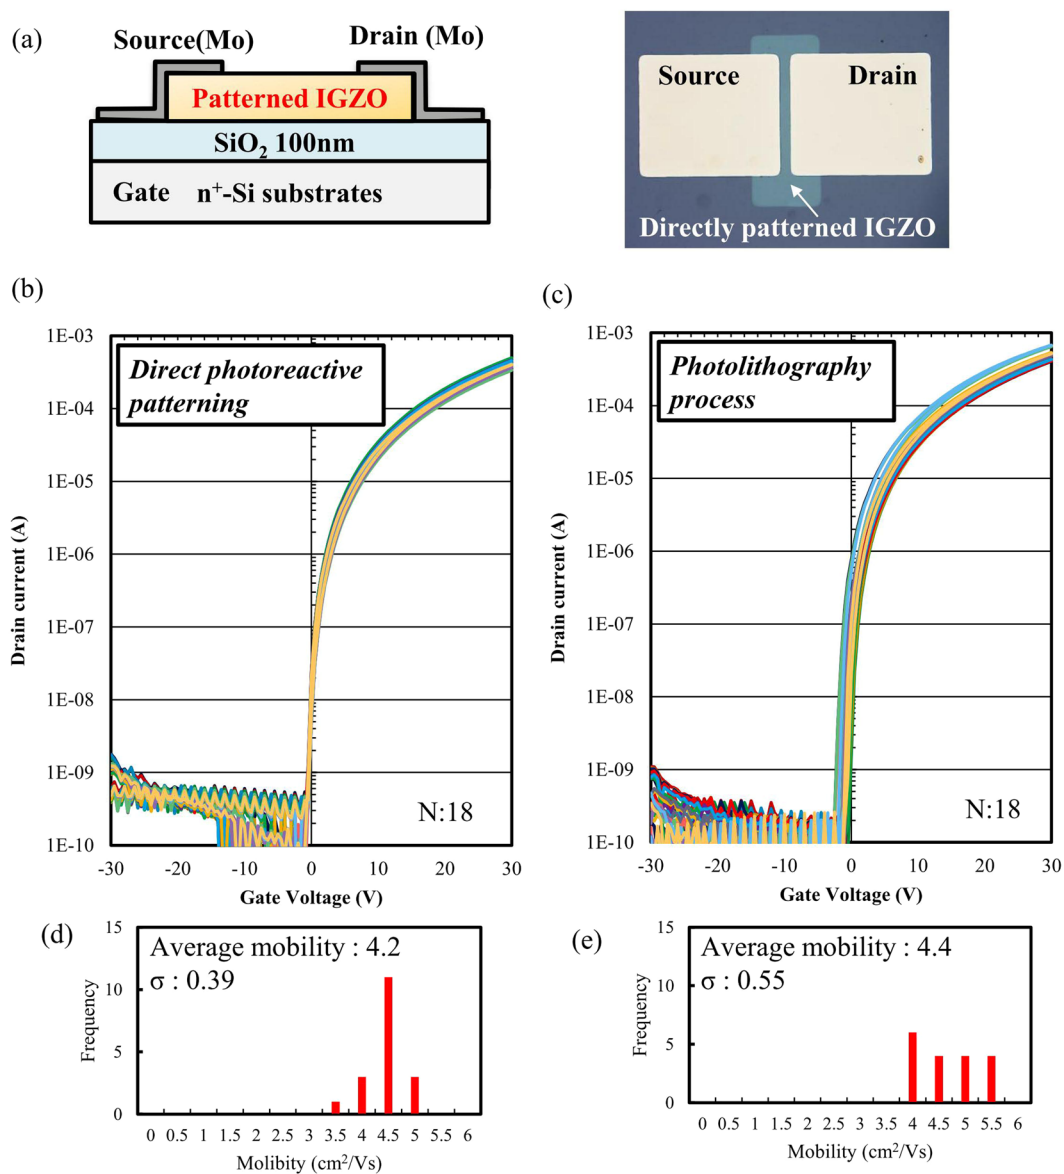 (a)
Source(Mo)
Drain (Mo)
Patterned IGZO
SiO₂ 100nm
Gate n⁺-Si substrates
Source
Drain
Directly patterned IGZO
(b)
Direct photoreactive
patterning
1E-03
1E-04
1E-05
1E-06
1E-07
1E-08
1E-09
1E-10
Drain current (A)
N:18
-30 -20 -10 0 10 20 30
Gate Voltage (V)
(c)
Photolithography
process
1E-03
1E-04
1E-05
1E-06
1E-07
1E-08
1E-09
1E-10
Drain current (A)
N:18
-30 -20 -10 0 10 20 30
Gate Voltage (V)
(d)
Average mobility : 4.2
σ : 0.39
15
10
5
0
Frequency
0 0.5 1 1.5 2 2.5 3 3.5 4 4.5 5 5.5 6
Molibity (cm²/Vs)
(e)
Average mobility : 4.4
σ : 0.55
15
10
5
0
Frequency
0 0.5 1 1.5 2 2.5 3 3.5 4 4.5 5 5.5 6
Mobility (cm²/Vs)